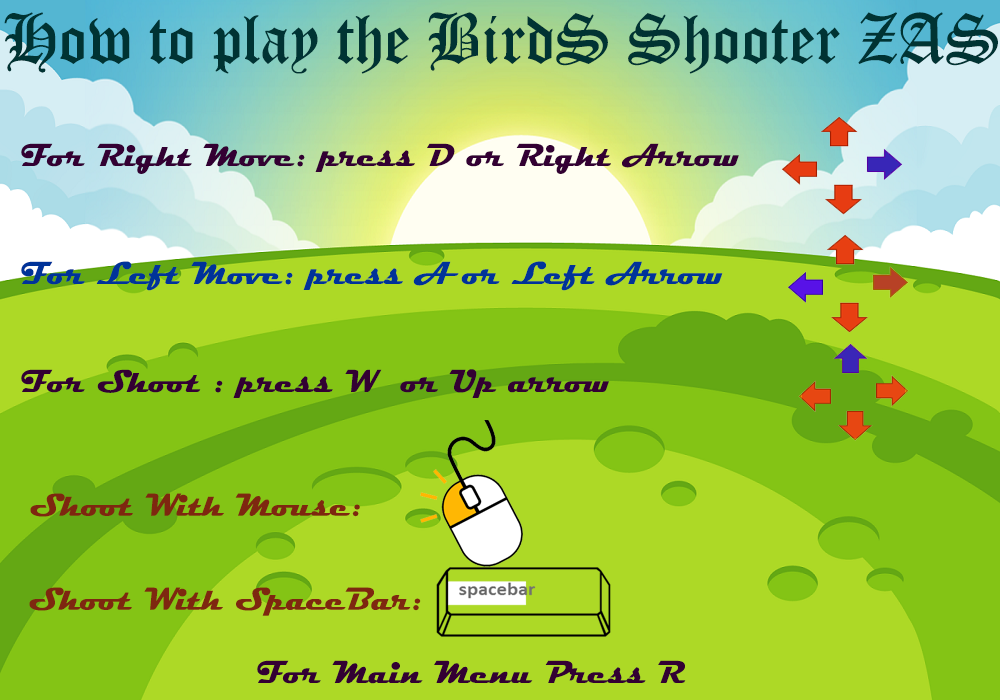 How to play the BirdS Shooter ZAS
For Right Move: press D or Right Arrow
For Left Move: press A or Left Arrow
For Shoot : press W or Up arrow
Shoot With Mouse:
Shoot With SpaceBar:
spacebar
For Main Menu Press R